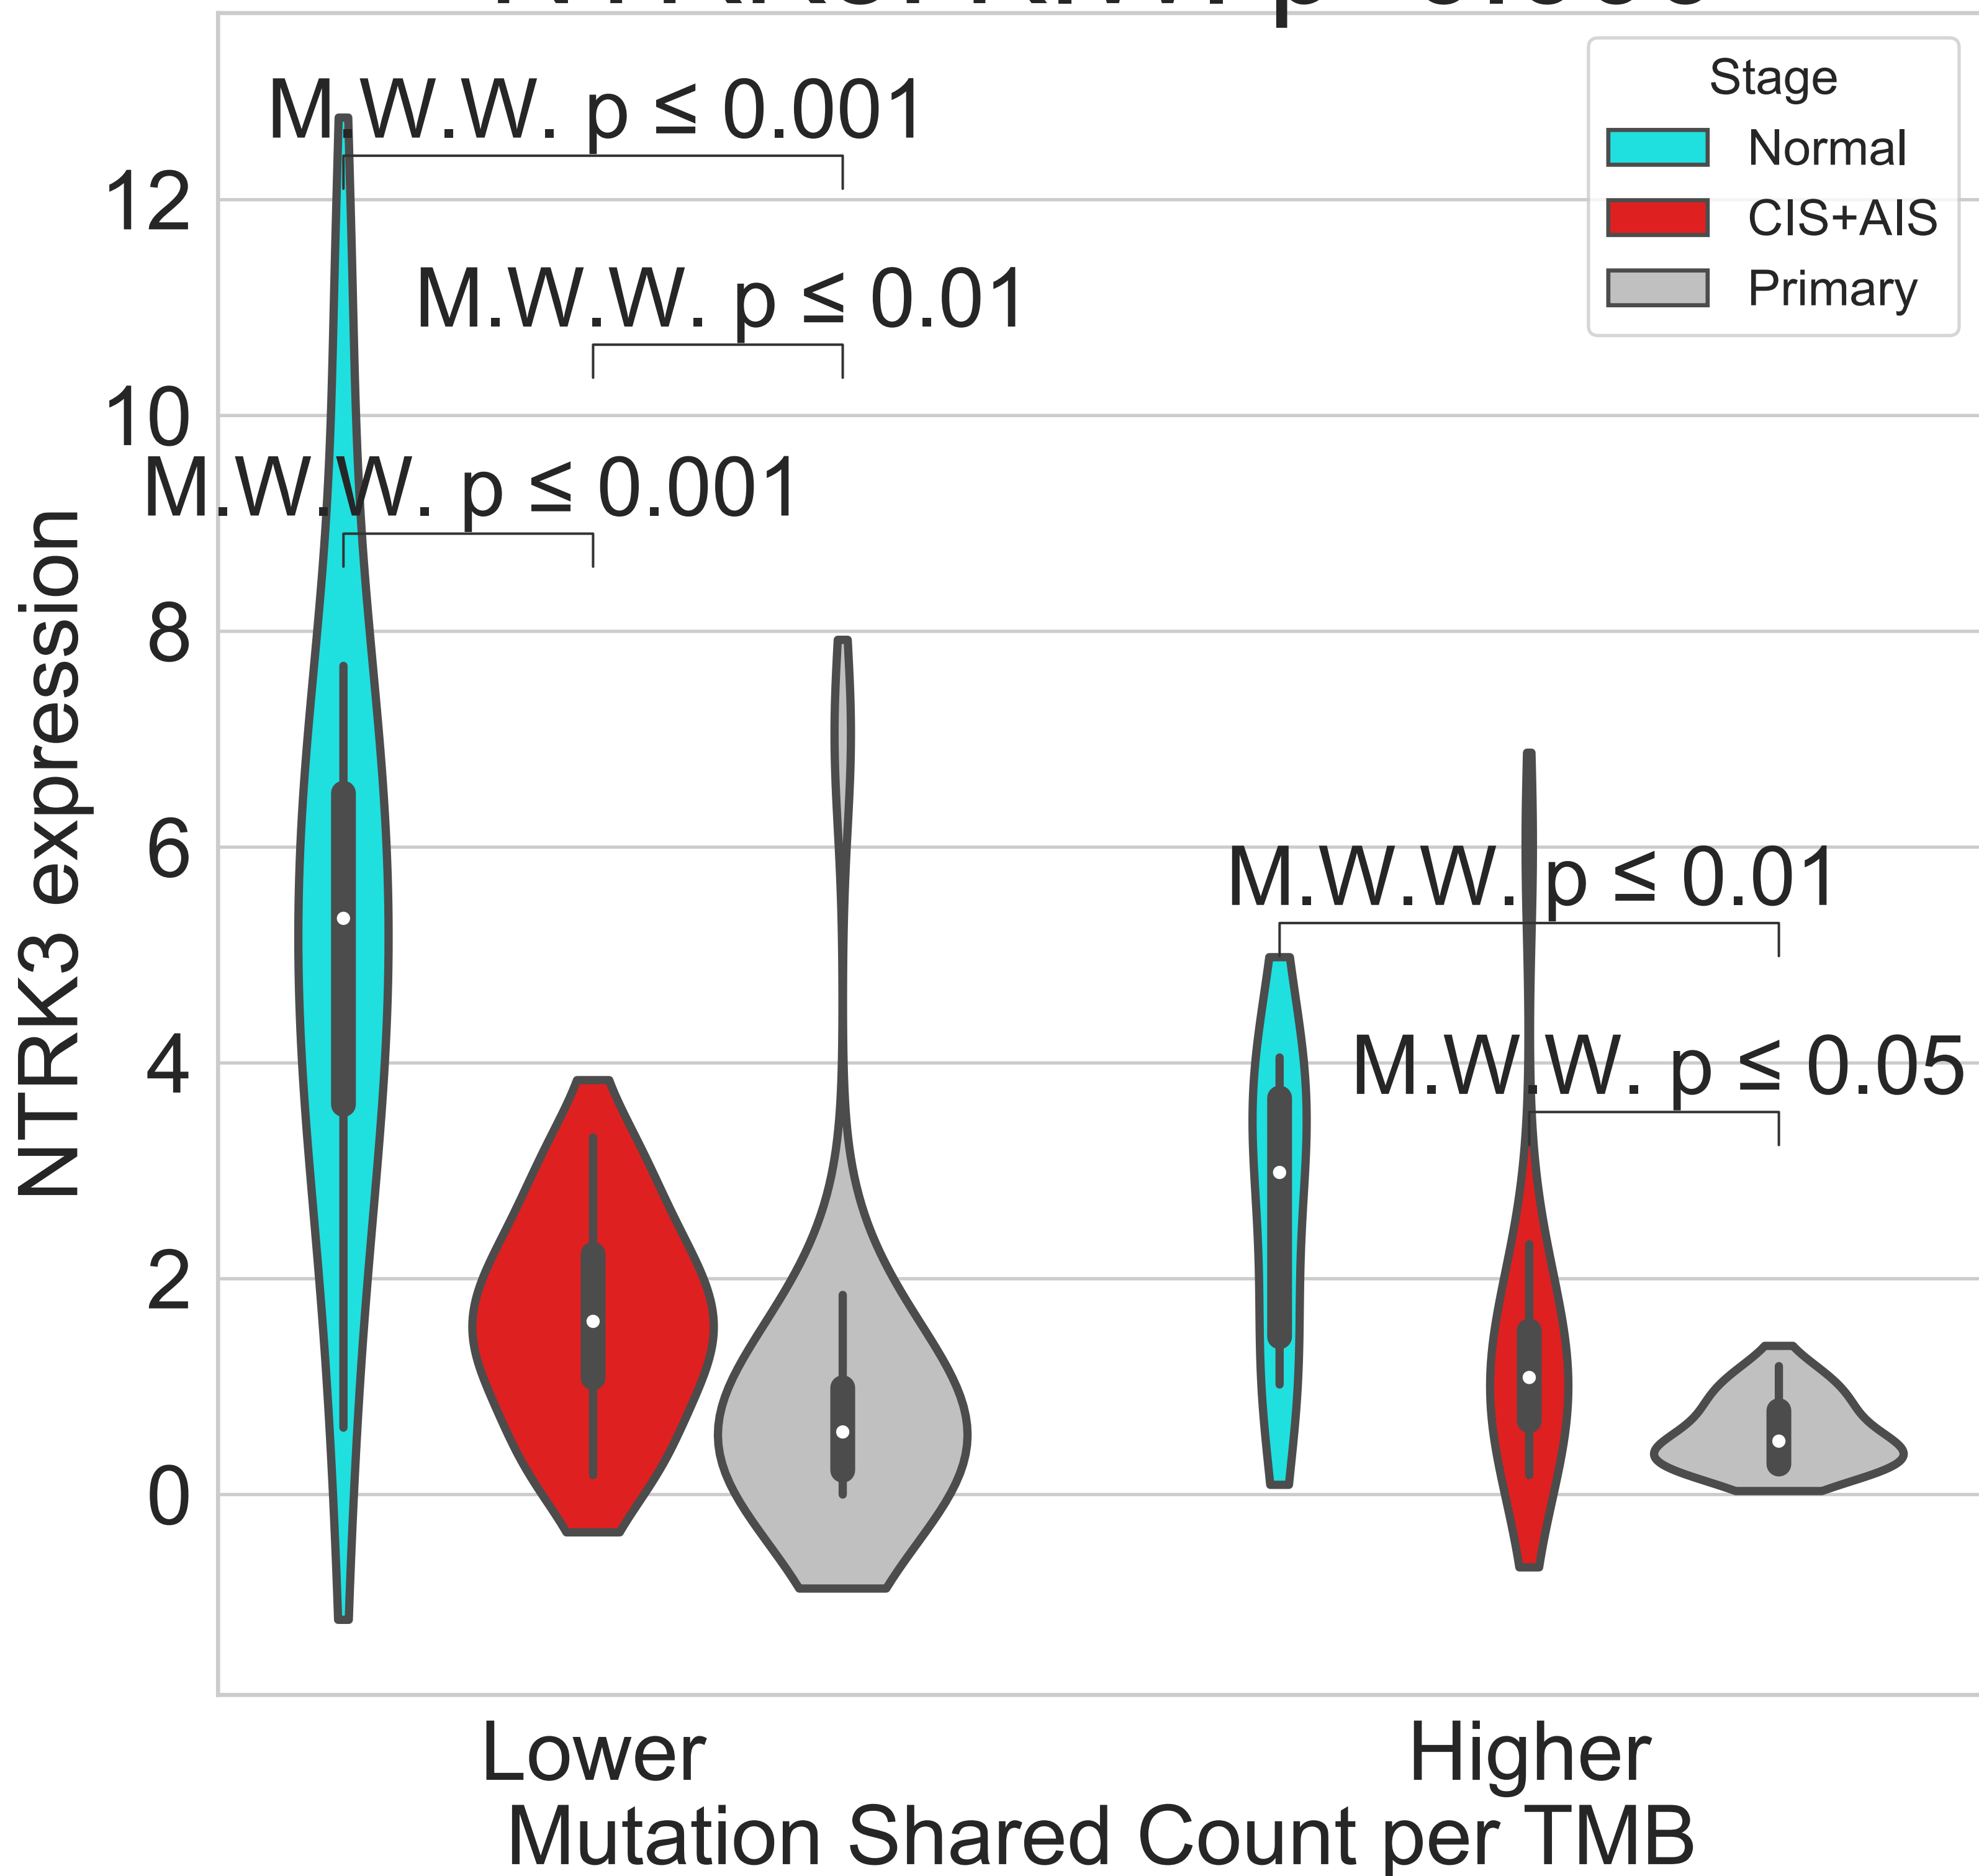 M.W.W. p ≤ 0.001
Stage
Normal
CIS+AIS
Primary
12
M.W.W. p ≤ 0.01
10
M.W.W. p ≤ 0.001
8
6
M.W.W. p ≤ 0.01
4
M.W.W. p ≤ 0.05
2
0
NTRK3 expression
Lower
Higher
Mutation Shared Count per TMB